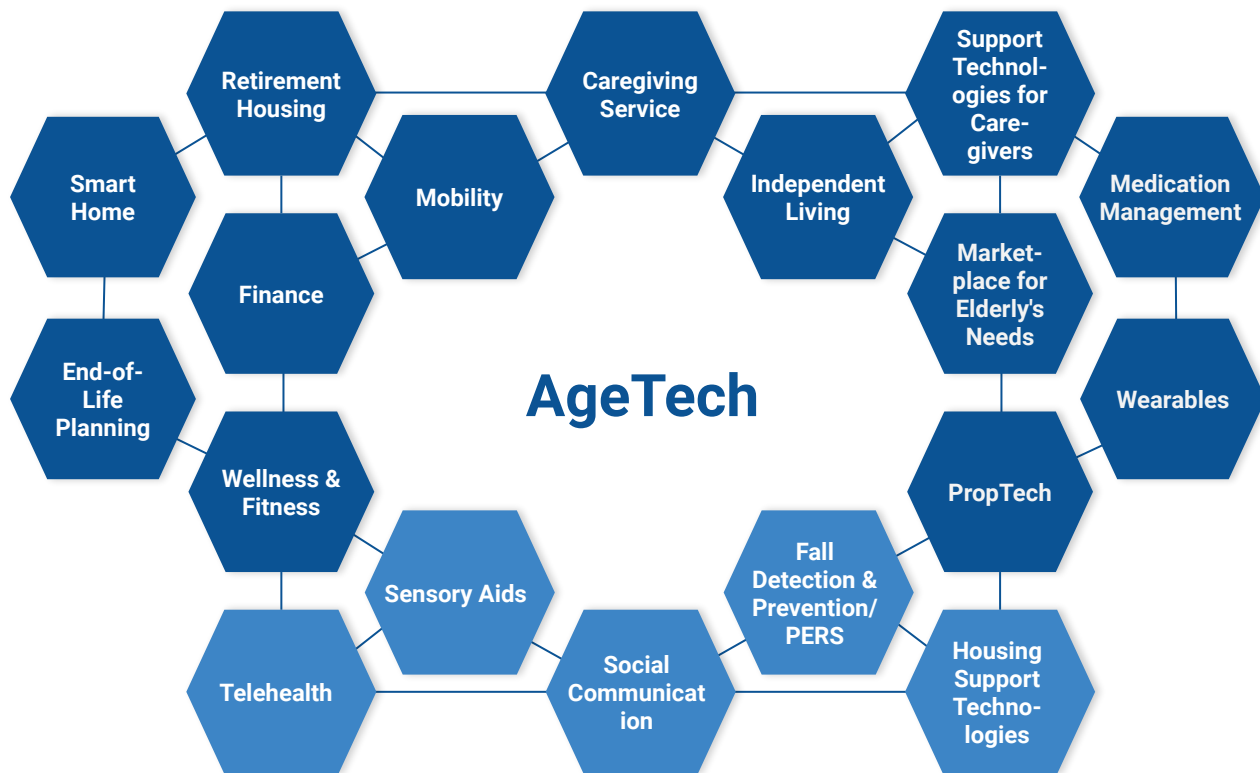 Retirement
Housing
Caregiving
Service
Support
Technol-
ogies for
Care-
givers
Smart
Home
Mobility
Independent
Living
Medication
Management
Finance
Market-
place for
Elderly's
Needs
End-of-
Life
Planning
AgeTech
Wearables
Wellness &
Fitness
PropTech
Sensory Aids
Fall
Detection &
Prevention/
PERS
Telehealth
Social
Communicat
ion
Housing
Support
Techno-
logies